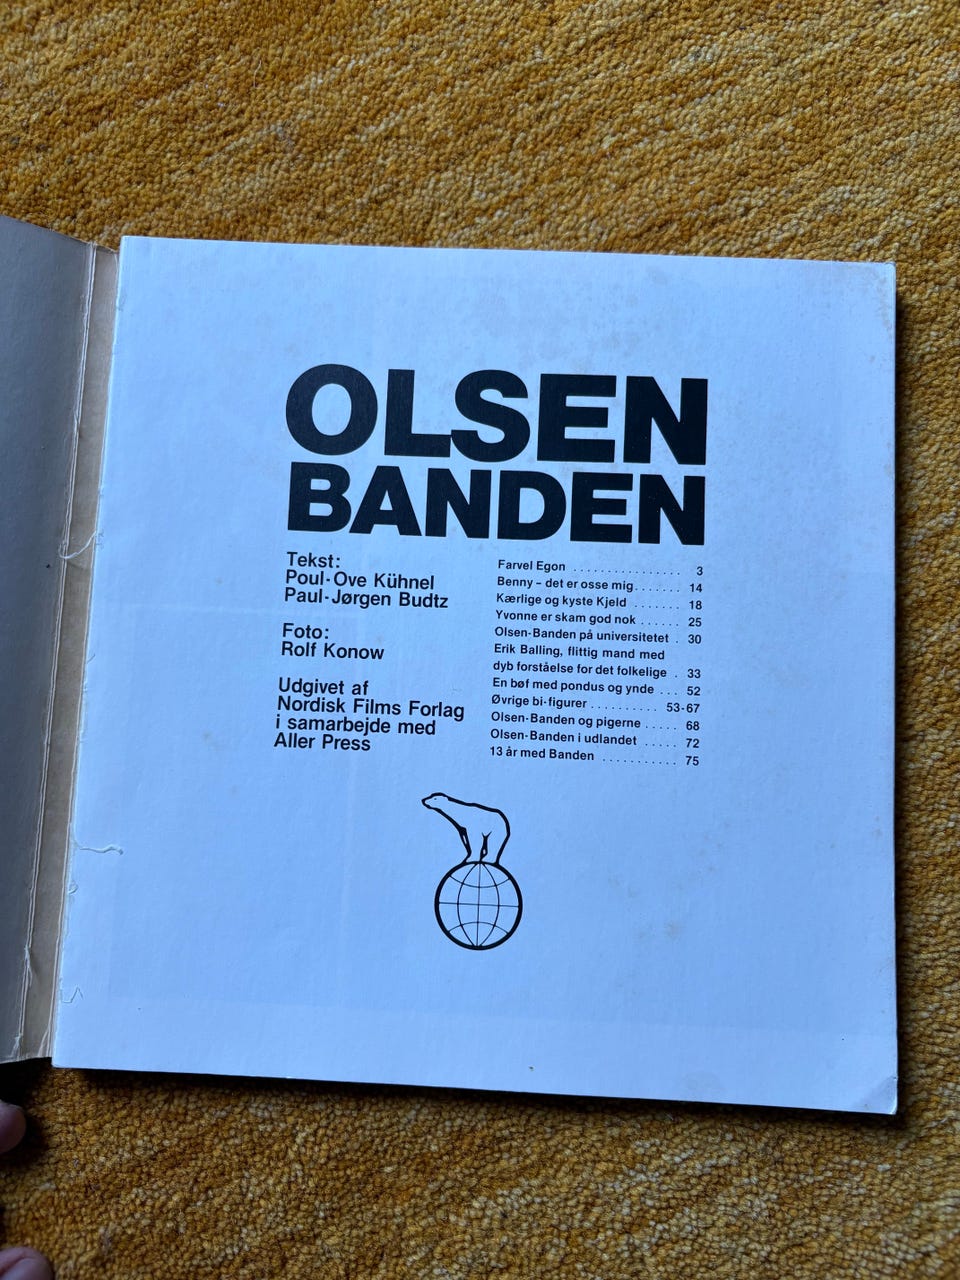 OLSEN
BANDEN
Tekst:
Poul-Ove Kühnel
Paul-Jørgen Budtz
Foto:
Rolf Konow
Udgivet af
Nordisk Films Forlag
i samarbejde med
Aller Press
Farvel Egon . . . . . . . . . . . . . . . . 3
Benny – det er osse mig . . . . . . . 14
Kærlige og kyste Kjeld . . . . . . . 18
Yvonne er skam god nok . . . . . . 25
Olsen-Banden på universitetet . 30
Erik Balling, flittig mand med
dyb forståelse for det folkelige . 33
En bøf med pondus og ynde . . . 52
Øvrige bi-figurer . . . . . . . . . . 53-67
Olsen-Banden og pigerne . . . . . 68
Olsen-Banden i udlandet . . . . . 72
13 år med Banden . . . . . . . . . . . 75